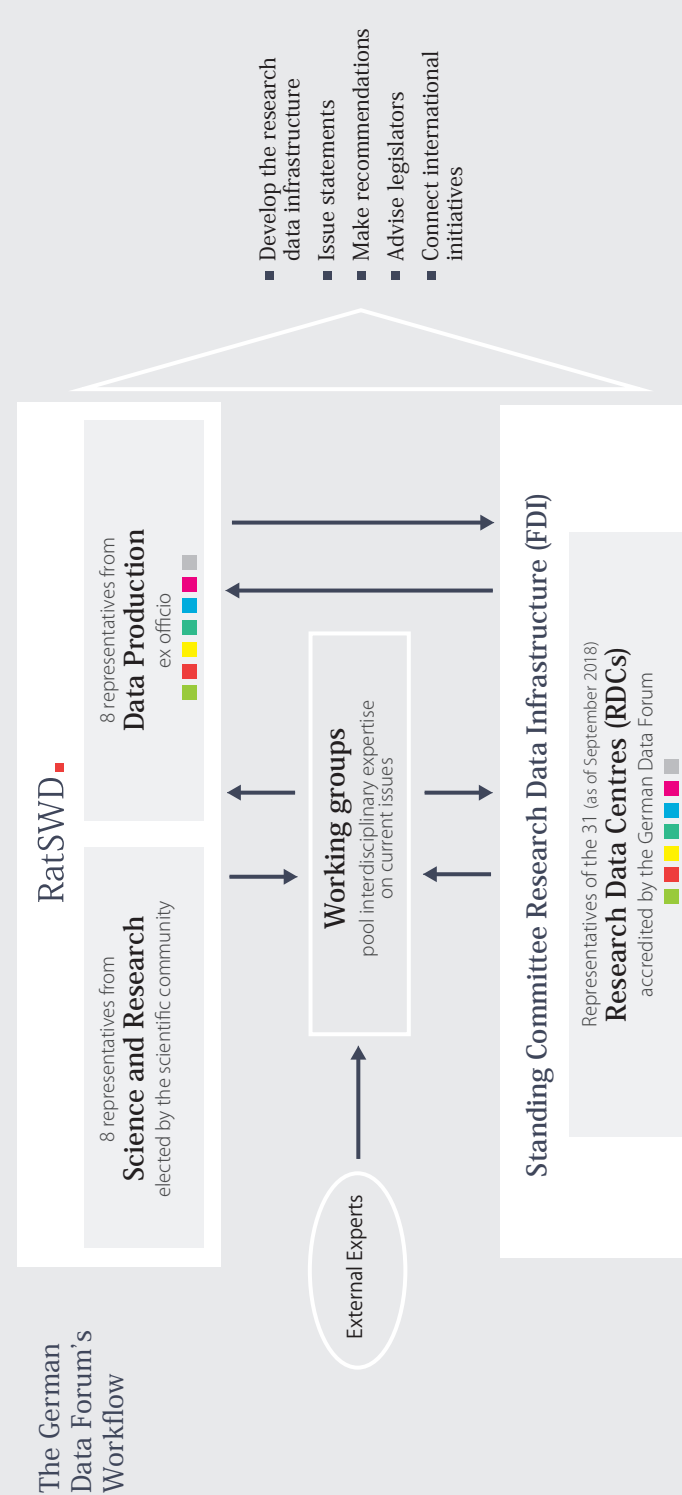 The German
Data Forum’s
Workflow
RatSWD.
8 representatives from
Science and Research
elected by the scientific community
8 representatives from
Data Production
ex officio
External Experts
Working groups
pool interdisciplinary expertise
on current issues
Standing Committee Research Data Infrastructure (FDI)
Representatives of the 31 (as of September 2018)
Research Data Centres (RDCs)
accredited by the German Data Forum
Develop the research
data infrastructure
Issue statements
Make recommendations
Advise legislators
Connect international
initiatives